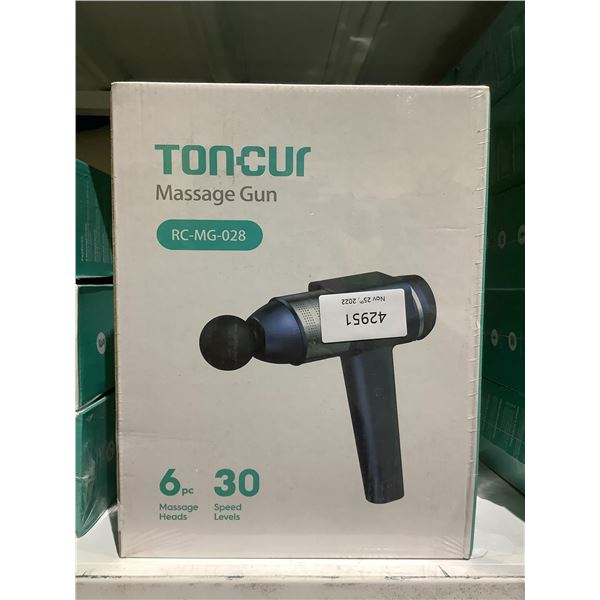 TONCUR
Massage Gun
RC-MG-028
42951
Nov 25th, 2022
6pc
Massage
Heads
30
Speed
Levels